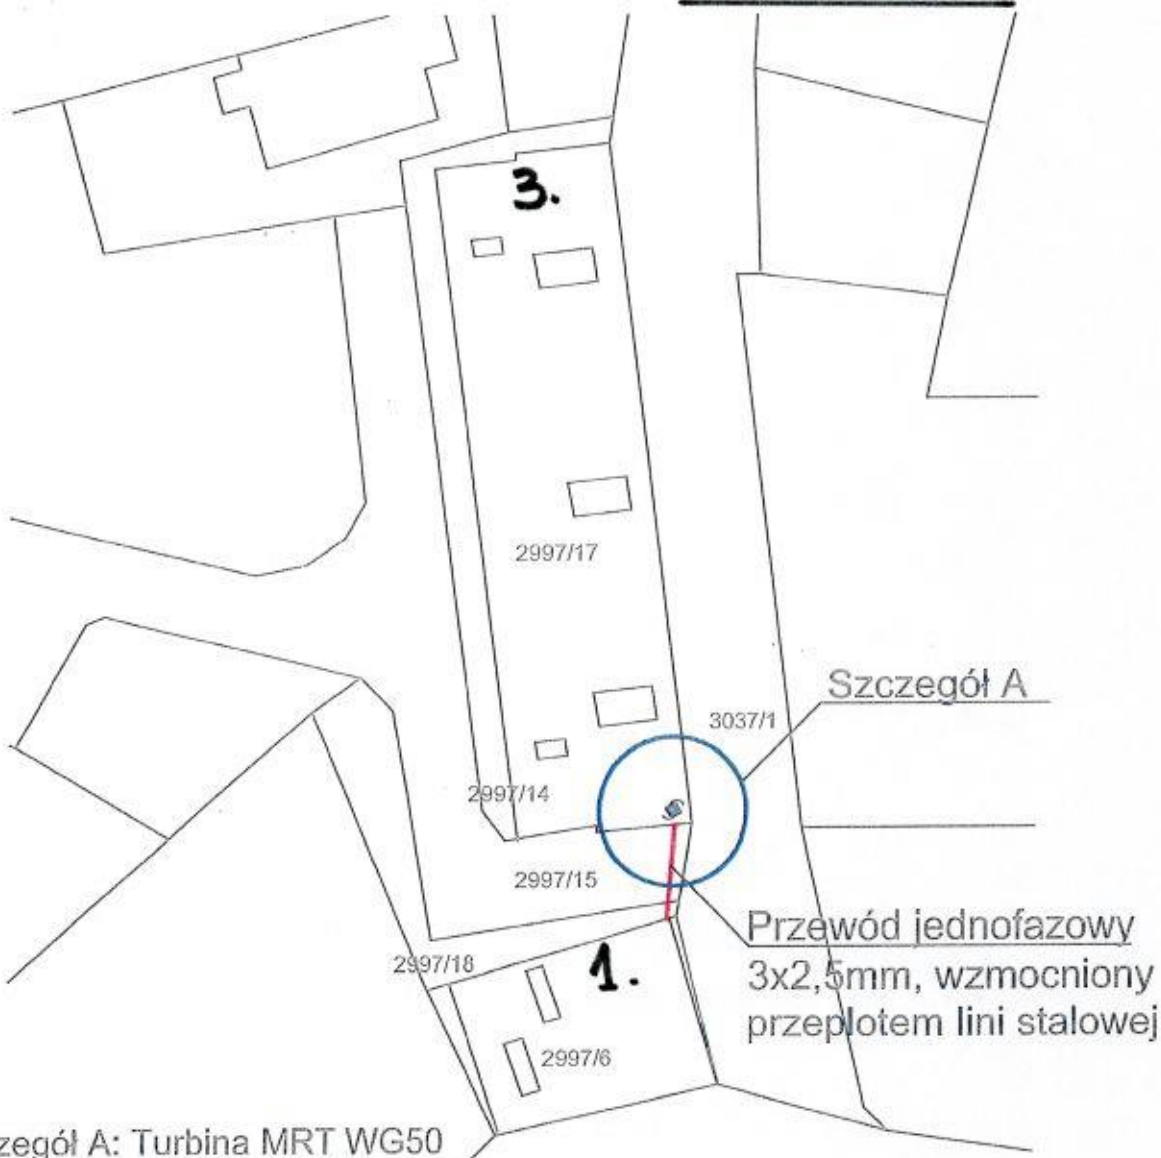 3.
2997/17
Szczegół A
3037/1
2997/14
2997/15
Przewód jednofazowy
3x2,5mm, wzmocniony
przeplotem lini stalowej
2997/18
1.
2997/6
zegół A: Turbina MRT WG50